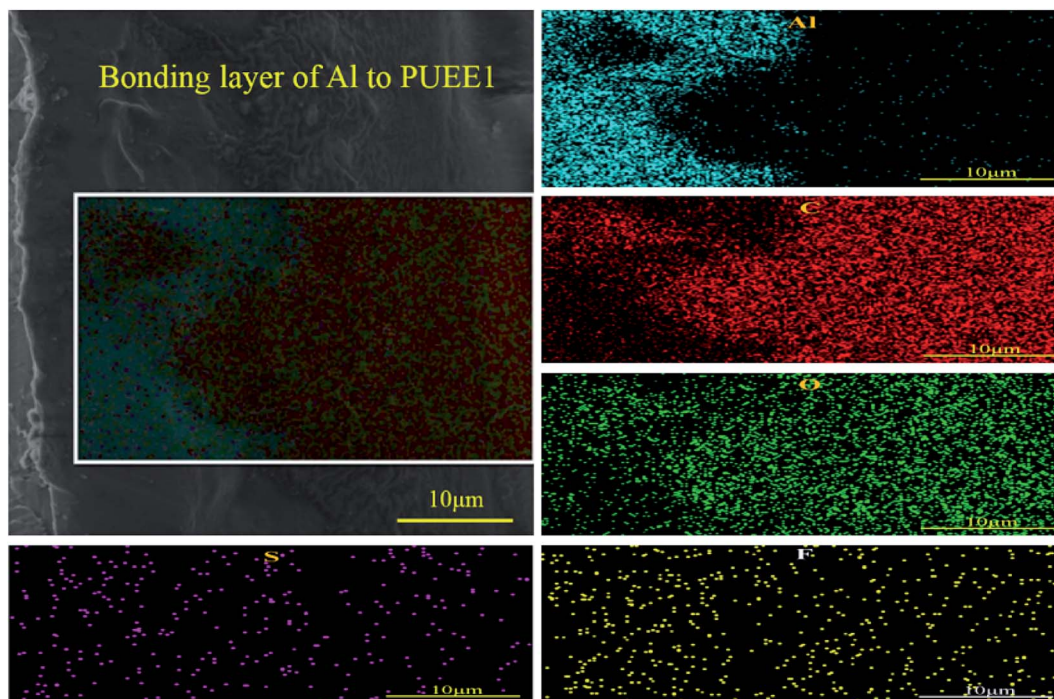 Bonding layer of Al to PUEE1
10μm
Al
10μm
C
10μm
O
10μm
S
10μm
F
10μm